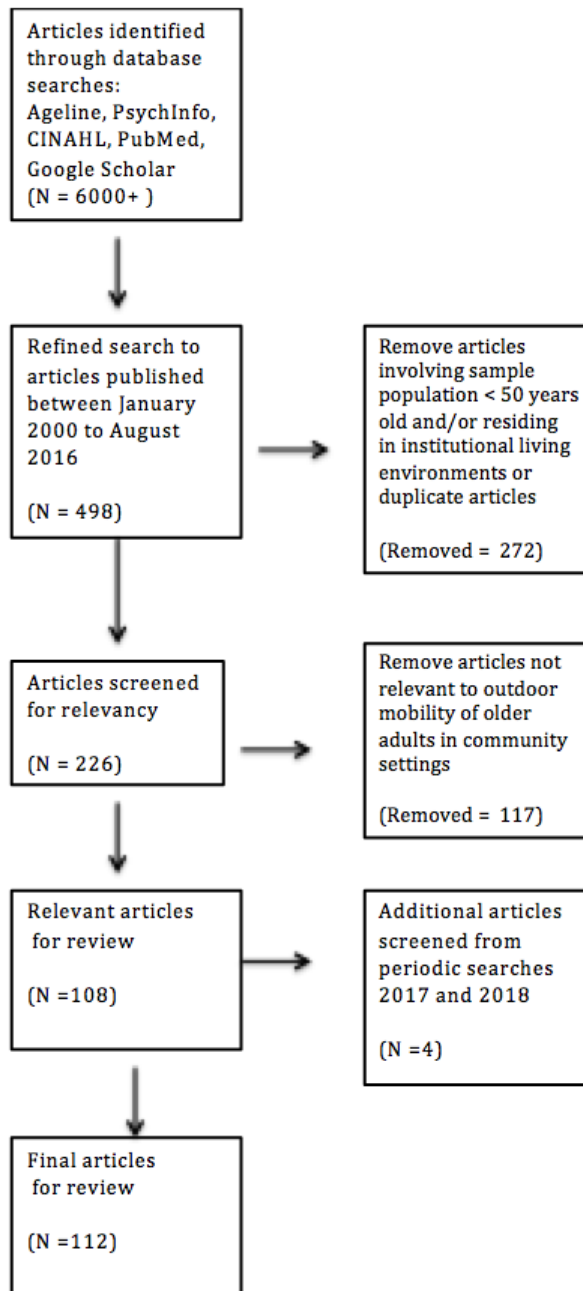 Articles identified
through database
searches:
Ageline, PsychInfo,
CINAHL, PubMed,
Google Scholar
(N = 6000+ )
Refined search to
articles published
between January
2000 to August
2016
(N = 498)
Remove articles
involving sample
population < 50 years
old and/or residing
in institutional living
environments or
duplicate articles
(Removed = 272)
Articles screened
for relevancy
(N = 226)
Remove articles not
relevant to outdoor
mobility of older
adults in community
settings
(Removed = 117)
Relevant articles
for review
(N =108)
Additional articles
screened from
periodic searches
2017 and 2018
(N =4)
Final articles
for review
(N =112)